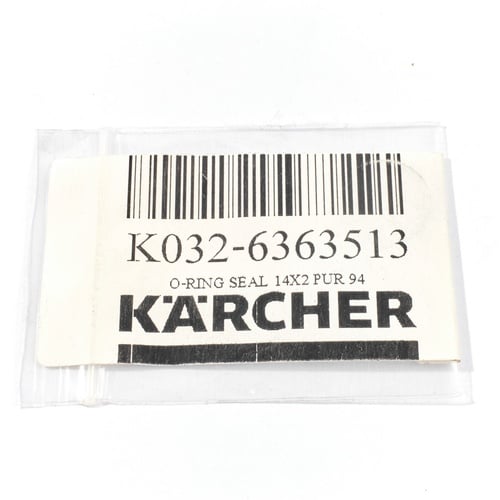 K032-6363513
O-RING SEAL 14X2 PUR 94
KÄRCHER